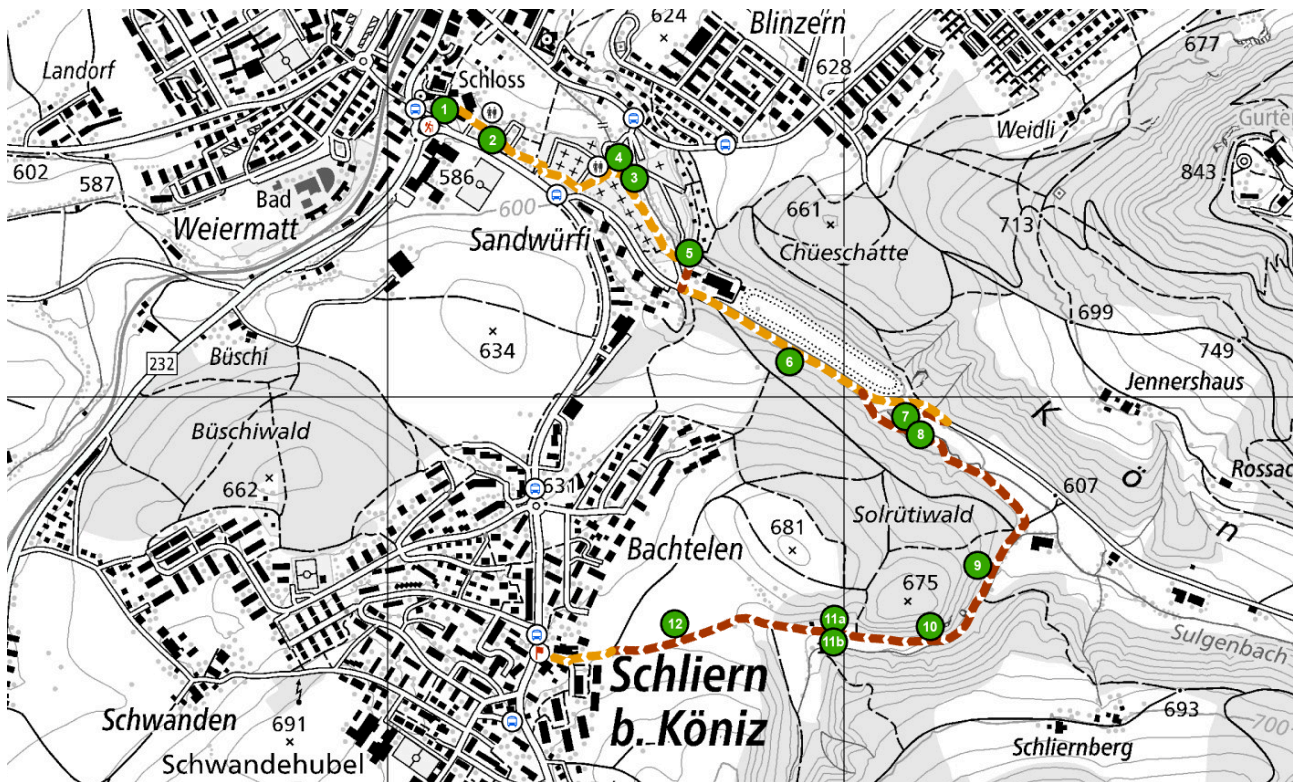 624
Blinzern
677
Landorf
Schloss
628
1
2
Weidli
Gurten
4
3
602
587
586
843
Bad
Weiermatt
600
661
713
Sandwürfi
Chüeschatte
5
699
634
749
232
Büschi
6
Jennershaus
7
K
Büschiwald
8
ö
Rossac
662
631
607
n
Solrütiwald
681
Bachtelen
9
675
11a
12
10
11b
Sulgenbach
Schliern
b. Köniz
Schwanden
693
700
691
Schliernberg
Schwandehubel